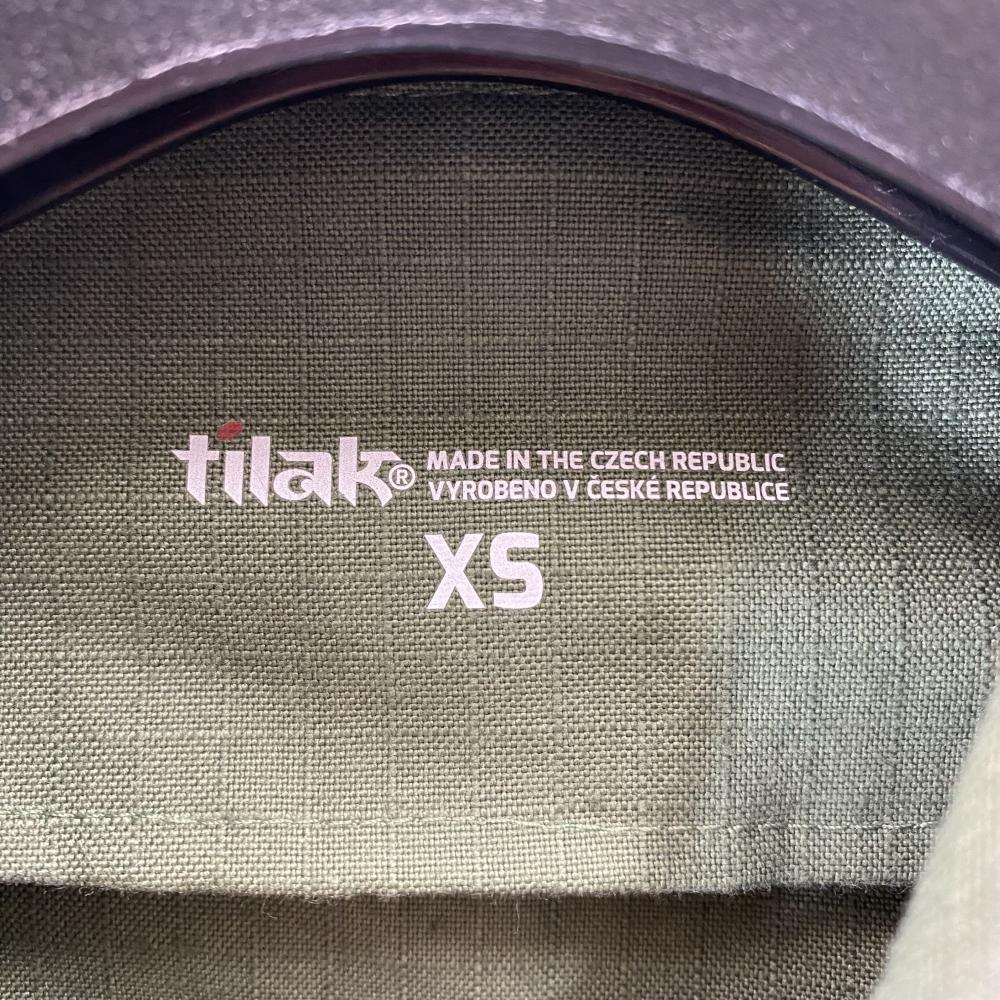 tilak® MADE IN THE CZECH REPUBLIC
VYROBENO V ČESKÉ REPUBLICE
XS